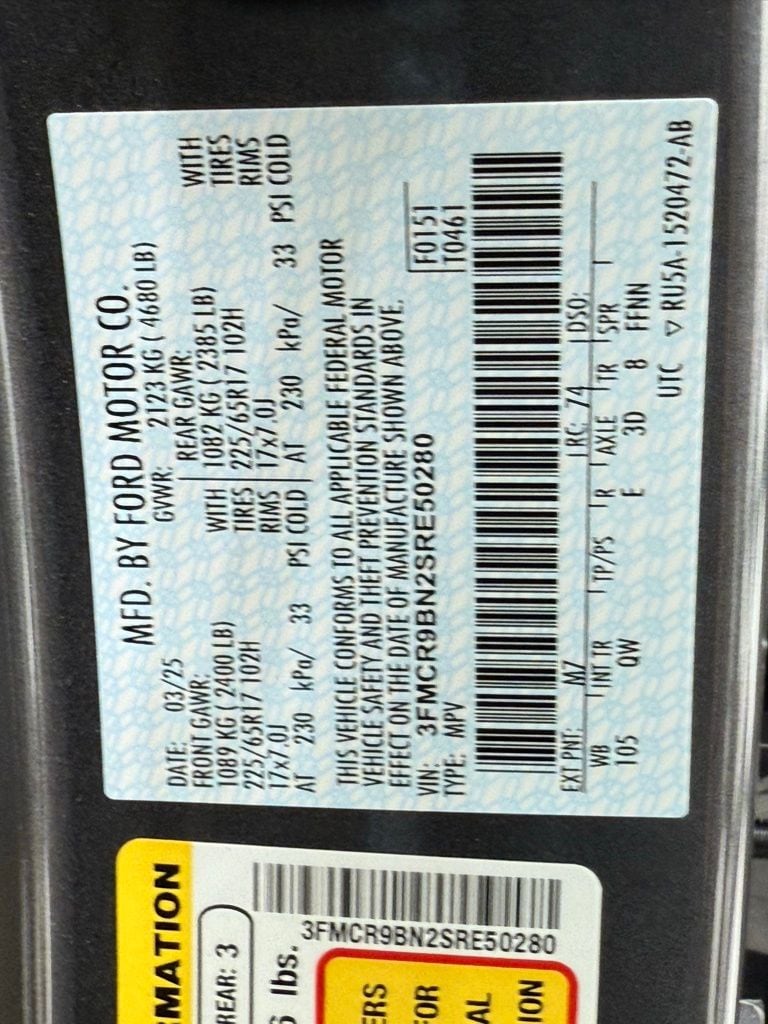 MFD. BY FORD MOTOR CO.
DATE: 03/25 GVWR: 2123 KG ( 4680 LB)
FRONT GAWR: REAR GAWR:
1089 KG ( 2400 LB) WITH 1082 KG ( 2385 LB) WITH
225/65R17 102H TIRES 225/65R17 102H TIRES
17x7.0J RIMS 17x7.0J RIMS
AT 230 kPa/ 33 PSI COLD AT 230 kPa/ 33 PSI COLD
THIS VEHICLE CONFORMS TO ALL APPLICABLE FEDERAL MOTOR
VEHICLE SAFETY AND THEFT PREVENTION STANDARDS IN
EFFECT ON THE DATE OF MANUFACTURE SHOWN ABOVE.
VIN: 3FMCR9BN2SRE50280 F0151
TYPE: MPV T0461
EXT PNT: M7 RC: 74 DSO:
WB INT TR TP/PS R AXLE TR SPR
105 QW E 3D 8 FFNN
UTC ▽ RU5A-1520472-AB
RMATION
REAR: 3
lbs.
3FMCR9BN2SRE50280
ERS
FOR
AL
ION